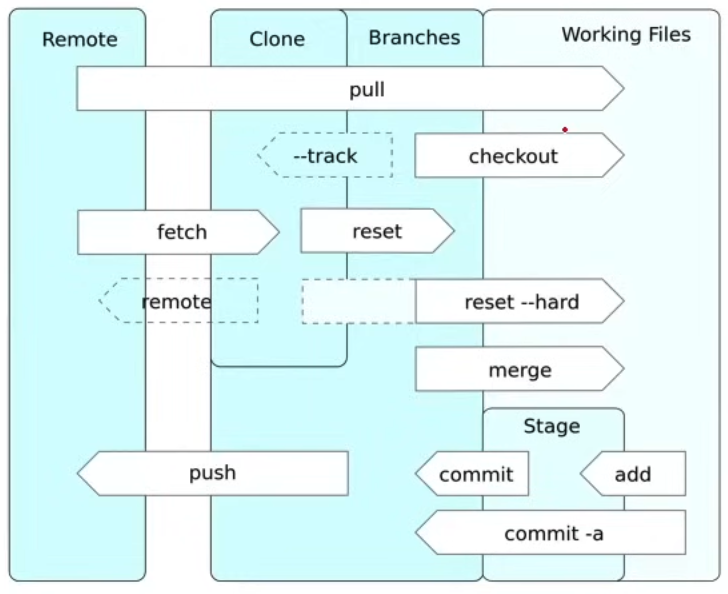 Remote
Clone
Branches
Working Files
pull
--track
checkout
fetch
reset
remote
reset --hard
merge
Stage
push
commit
add
commit -a